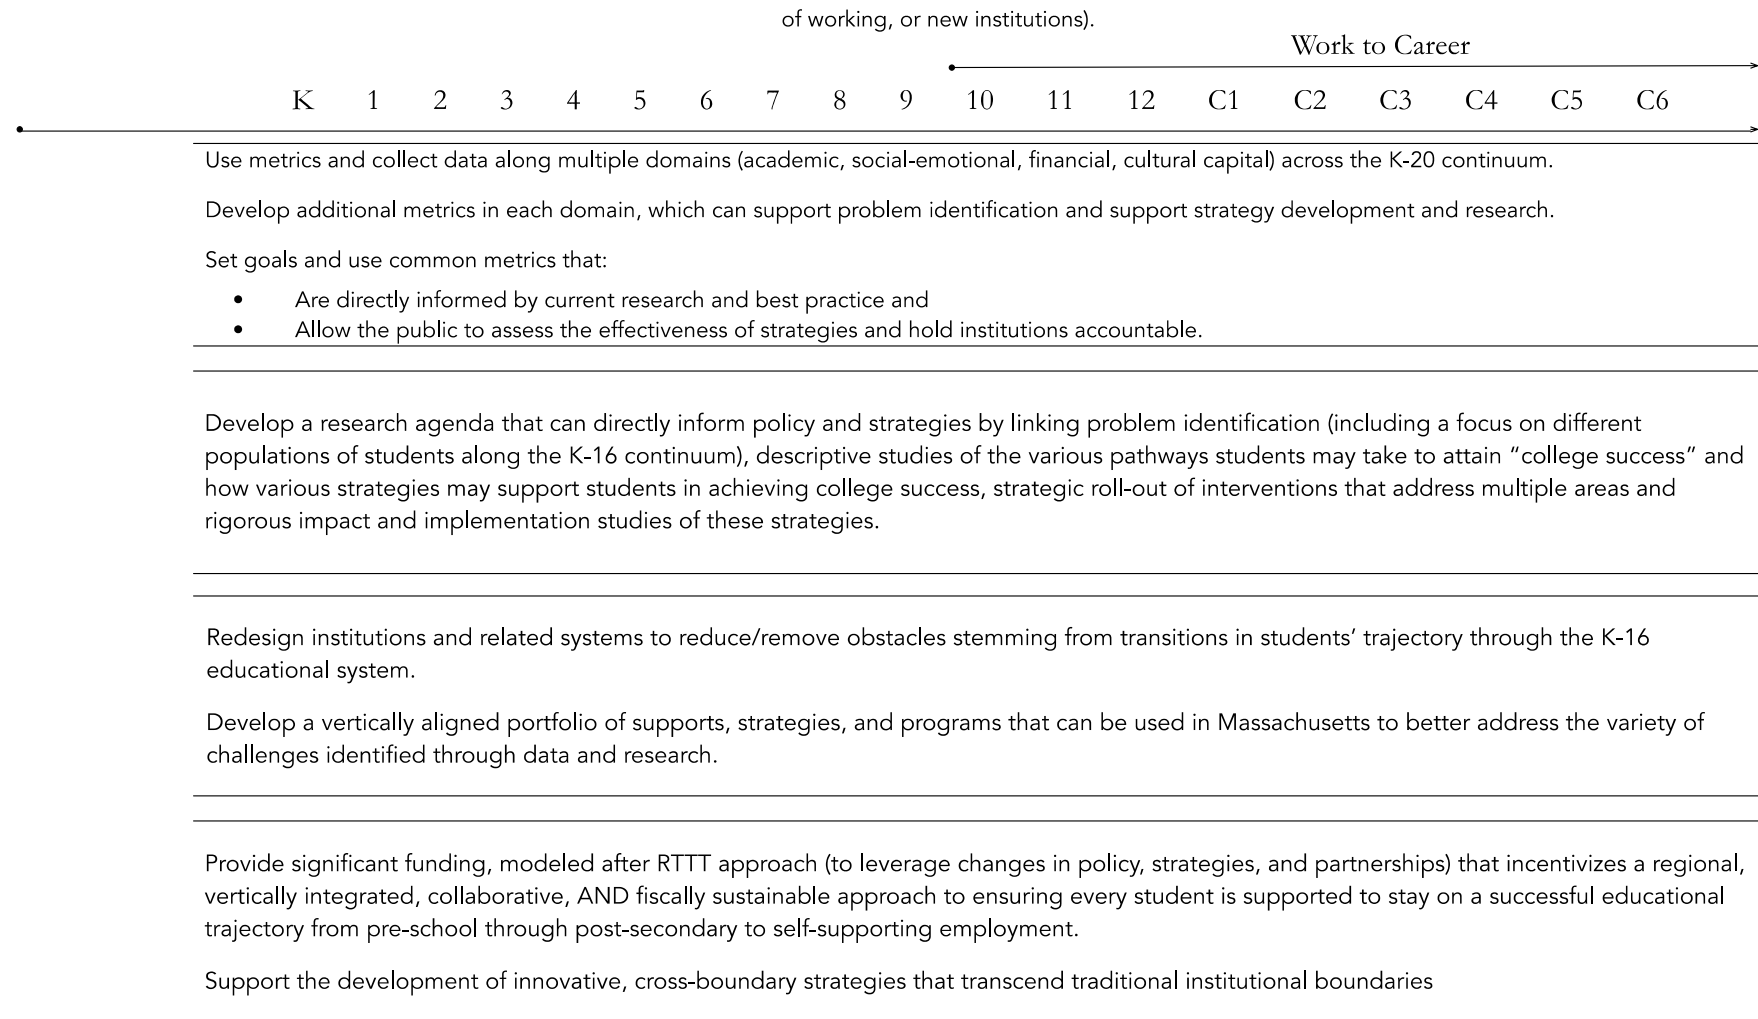 of working, or new institutions).
Work to Career
K 1 2 3 4 5 6 7 8 9 10 11 12 C1 C2 C3 C4 C5 C6
Use metrics and collect data along multiple domains (academic, social-emotional, financial, cultural capital) across the K-20 continuum.
Develop additional metrics in each domain, which can support problem identification and support strategy development and research.
Set goals and use common metrics that:
• Are directly informed by current research and best practice and
• Allow the public to assess the effectiveness of strategies and hold institutions accountable.
Develop a research agenda that can directly inform policy and strategies by linking problem identification (including a focus on different
populations of students along the K-16 continuum), descriptive studies of the various pathways students may take to attain “college success” and
how various strategies may support students in achieving college success, strategic roll-out of interventions that address multiple areas and
rigorous impact and implementation studies of these strategies.
Redesign institutions and related systems to reduce/remove obstacles stemming from transitions in students’ trajectory through the K-16
educational system.
Develop a vertically aligned portfolio of supports, strategies, and programs that can be used in Massachusetts to better address the variety of
challenges identified through data and research.
Provide significant funding, modeled after RTTT approach (to leverage changes in policy, strategies, and partnerships) that incentivizes a regional,
vertically integrated, collaborative, AND fiscally sustainable approach to ensuring every student is supported to stay on a successful educational
trajectory from pre-school through post-secondary to self-supporting employment.
Support the development of innovative, cross-boundary strategies that transcend traditional institutional boundaries